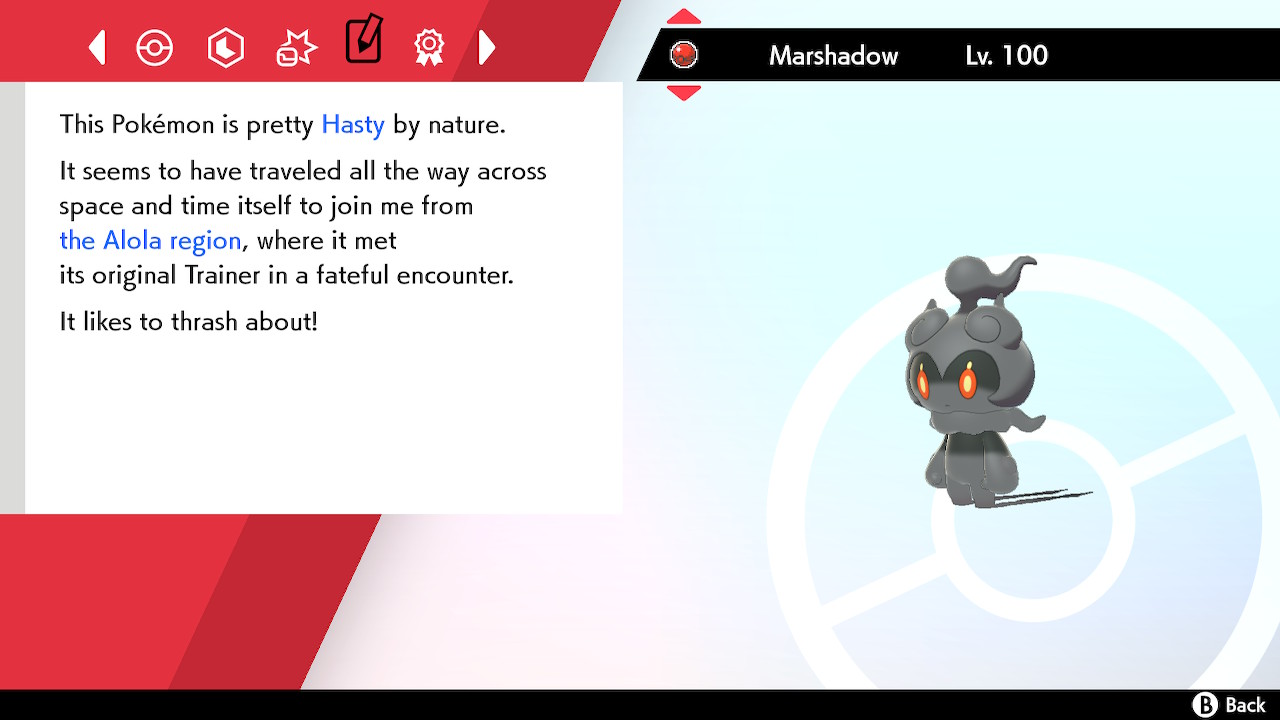 Marshadow Lv. 100
This Pokémon is pretty Hasty by nature.
It seems to have traveled all the way across
space and time itself to join me from
the Alola region, where it met
its original Trainer in a fateful encounter.
It likes to thrash about!
B Back